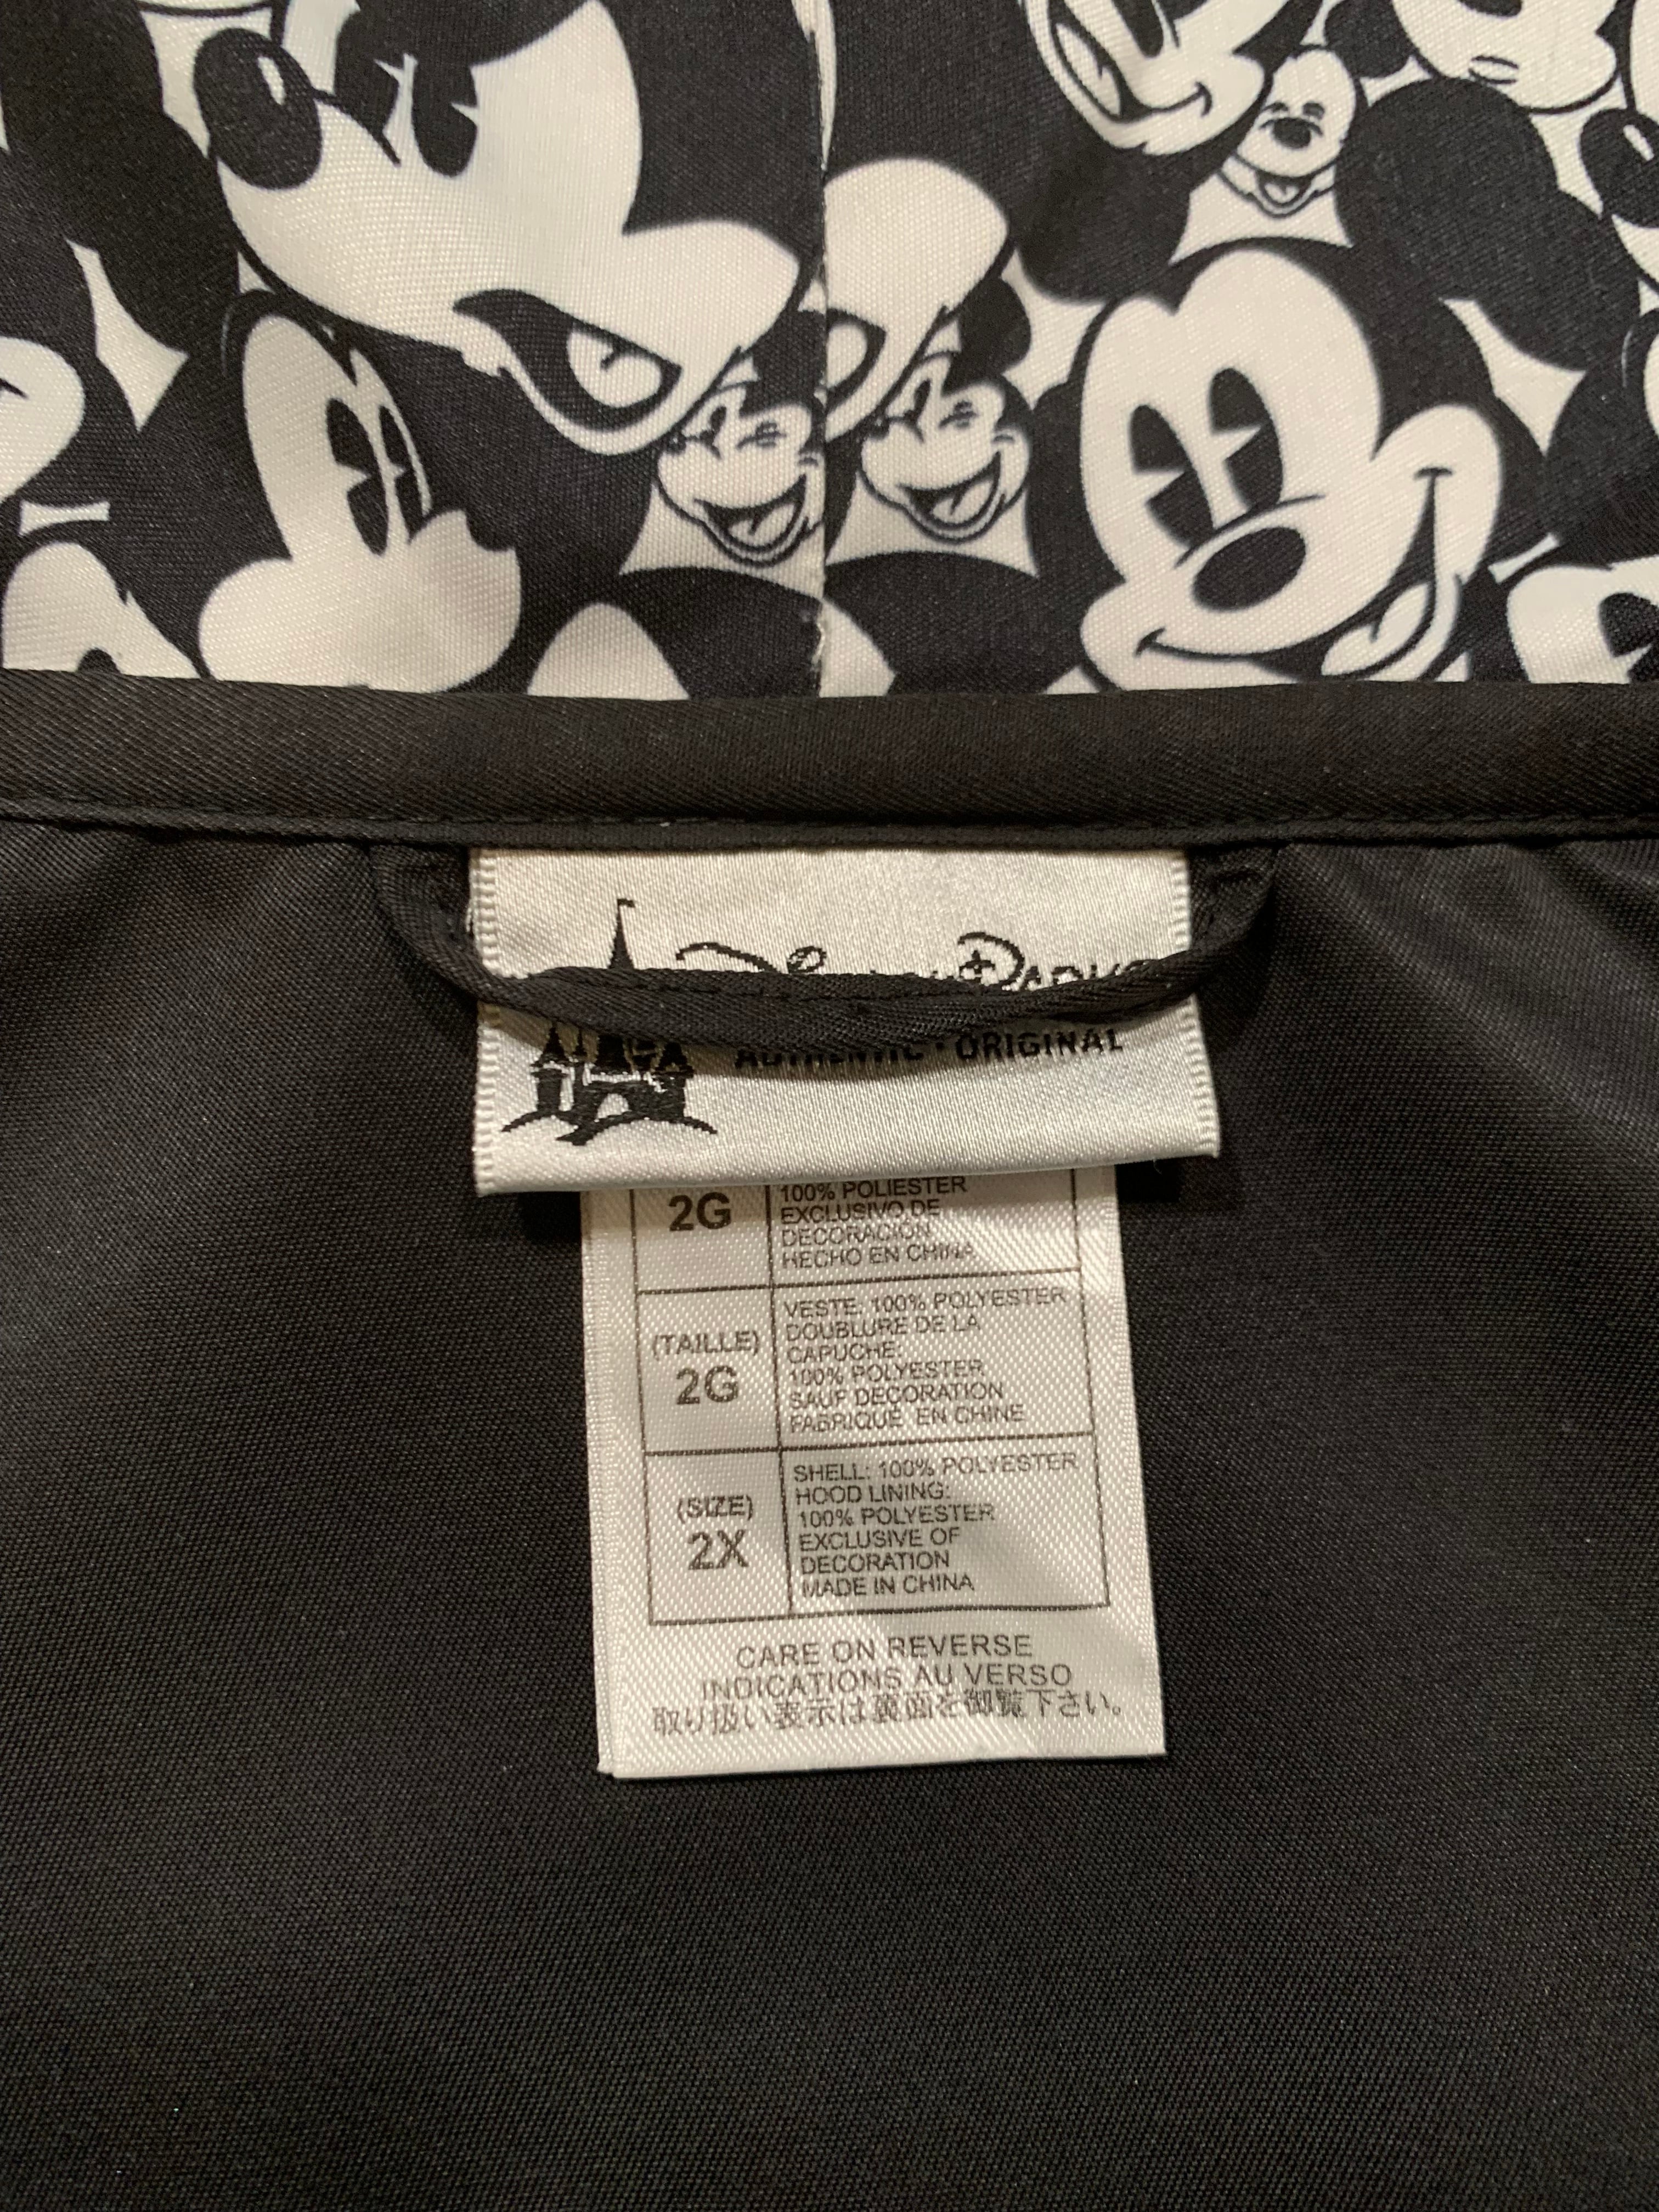 Disney Parks
AUTHENTIC • ORIGINAL
2G
100% POLIESTER
EXCLUSIVO DE
DECORACIÓN
HECHO EN CHINA
(TAILLE)
2G
VESTE: 100% POLYESTER
DOUBLURE DE LA
CAPUCHE:
100% POLYESTER
SAUF DECORATION
FABRIQUÉ EN CHINE
(SIZE)
2X
SHELL: 100% POLYESTER
HOOD LINING:
100% POLYESTER
EXCLUSIVE OF
DECORATION
MADE IN CHINA
CARE ON REVERSE
INDICATIONS AU VERSO
取り扱い表示は裏面を御覧下さい。